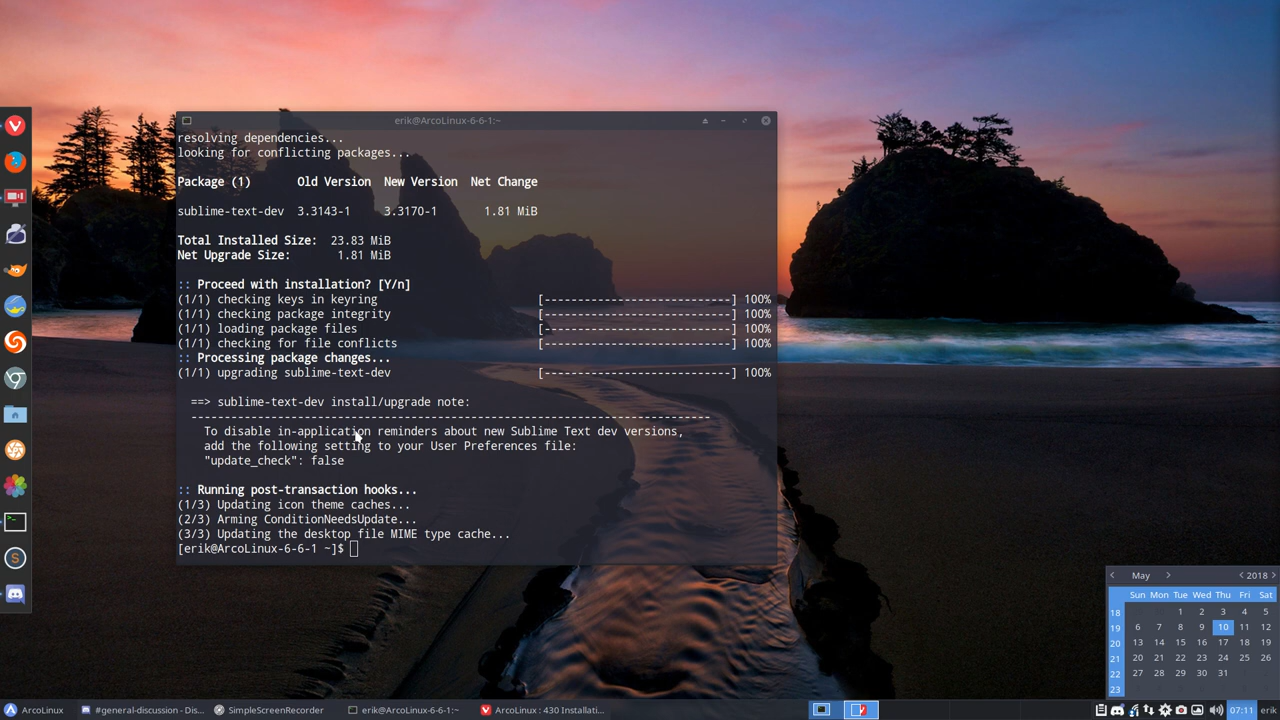 erik@ArcoLinux-6-6-1:~
resolving dependencies...
looking for conflicting packages...
Package (1) Old Version New Version Net Change
sublime-text-dev 3.3143-1 3.3170-1 1.81 MiB
Total Installed Size: 23.83 MiB
Net Upgrade Size: 1.81 MiB
:: Proceed with installation? [Y/n]
(1/1) checking keys in keyring [----------------------------] 100%
(1/1) checking package integrity [----------------------------] 100%
(1/1) loading package files [----------------------------] 100%
(1/1) checking for file conflicts [----------------------------] 100%
:: Processing package changes...
(1/1) upgrading sublime-text-dev [----------------------------] 100%
==> sublime-text-dev install/upgrade note:
------------------------------------------------------------------------------
To disable in-application reminders about new Sublime Text dev versions,
add the following setting to your User Preferences file:
"update_check": false
:: Running post-transaction hooks...
(1/3) Updating icon theme caches...
(2/3) Arming ConditionNeedsUpdate...
(3/3) Updating the desktop file MIME type cache...
[erik@ArcoLinux-6-6-1 ~]$
< May > < 2018 >
Sun Mon Tue Wed Thu Fri Sat
18 1 2 3 4 5
19 6 7 8 9 10 11 12
20 13 14 15 16 17 18 19
21 20 21 22 23 24 25 26
22 27 28 29 30 31
23
ArcoLinux #general-discussion - Dis... SimpleScreenRecorder erik@ArcoLinux-6-6-1:~ ArcoLinux : 430 Installati... 07:11 erik